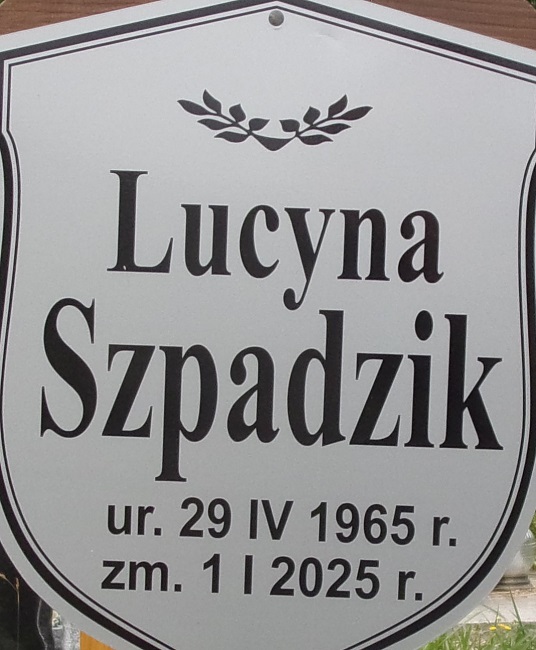 Lucyna
Szpadzik
ur. 29 IV 1965 r.
zm. 1 I 2025 r.